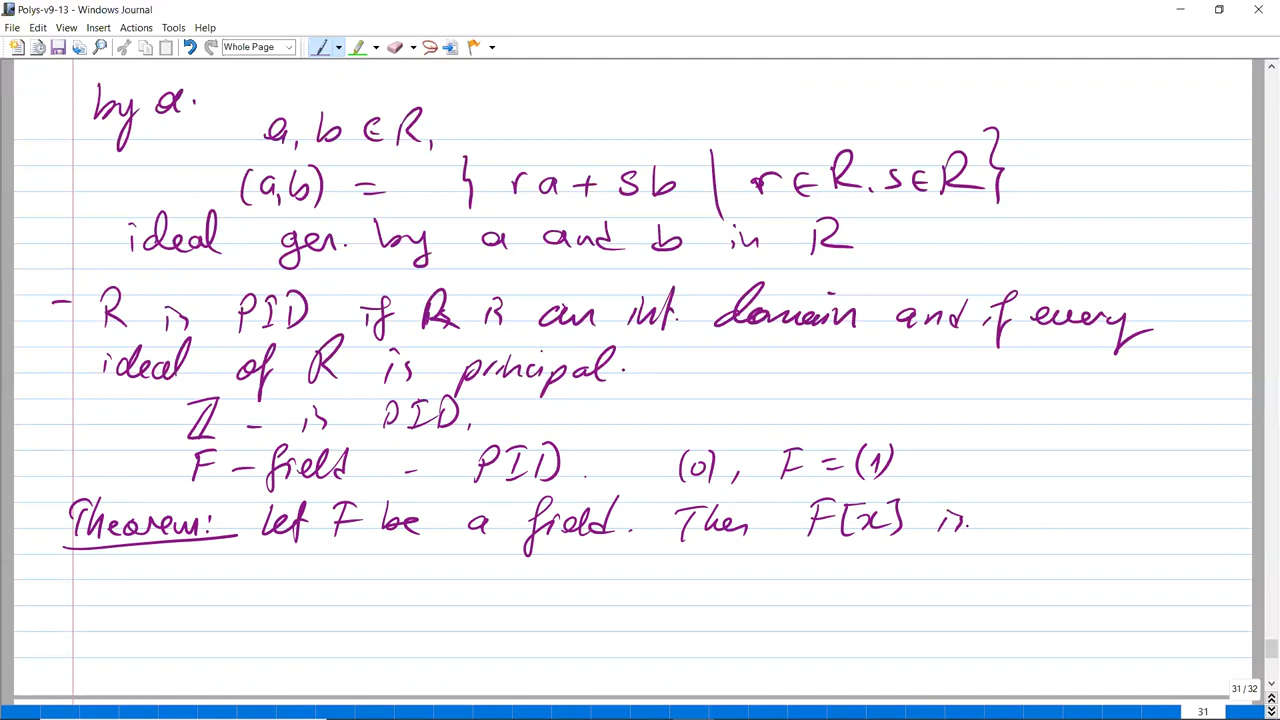 Polys-v9-13 - Windows Journal
File Edit View Insert Actions Tools Help
Whole Page
by a.
a, b ∈ R,
(a,b) = { ra + sb | r ∈ R, s ∈ R }
ideal gen. by a and b in R
- R is PID if R is an int. domain and if every
ideal of R is principal.
ℤ - is PID.
F - field - PID. (0), F = (1)
Theorem: Let F be a field. Then F[x] is
31 / 32
31